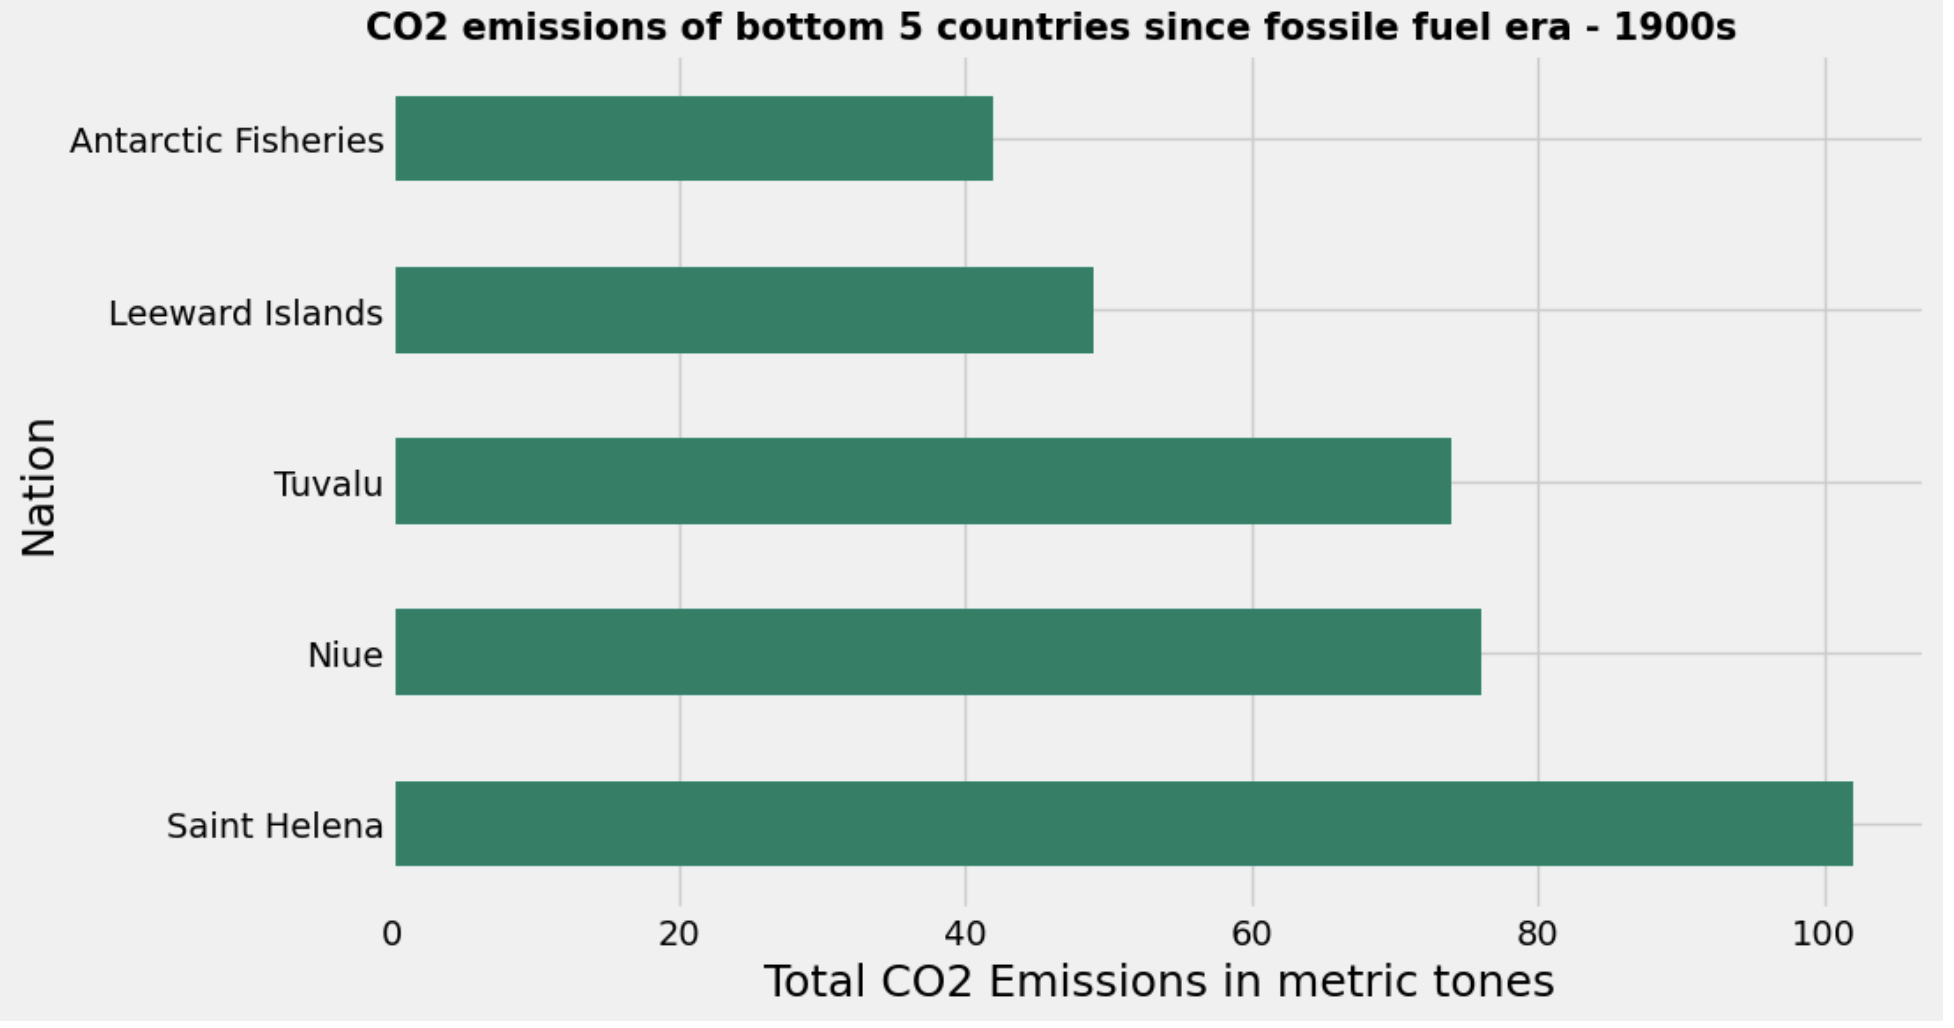 CO2 emissions of bottom 5 countries since fossile fuel era - 1900s
Antarctic Fisheries
Leeward Islands
Tuvalu
Niue
Saint Helena
Nation
0 20 40 60 80 100
Total CO2 Emissions in metric tones